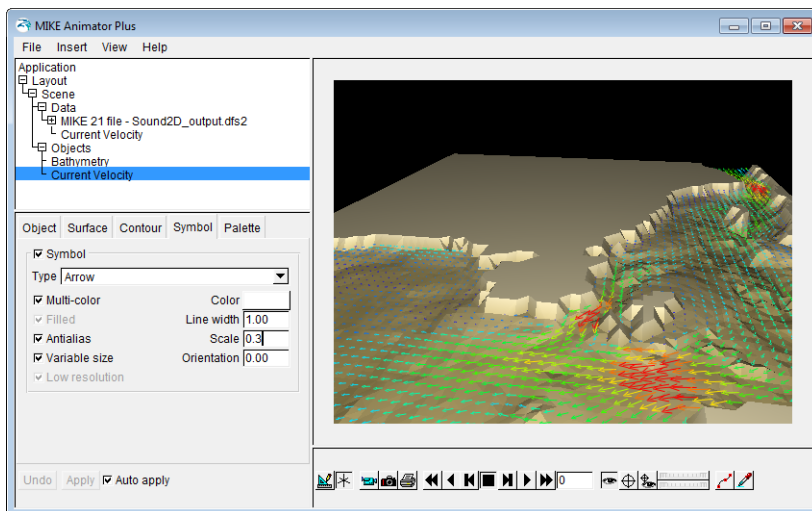 MIKE Animator Plus
File Insert View Help
Application
Layout
Scene
Data
MIKE 21 file - Sound2D_output.dfs2
Current Velocity
Objects
Bathymetry
Current Velocity
Object Surface Contour Symbol Palette
Symbol
Type Arrow
Multi-color Color
Filled Line width 1.00
Antialias Scale 0.3
Variable size Orientation 0.00
Low resolution
Undo Apply Auto apply 0